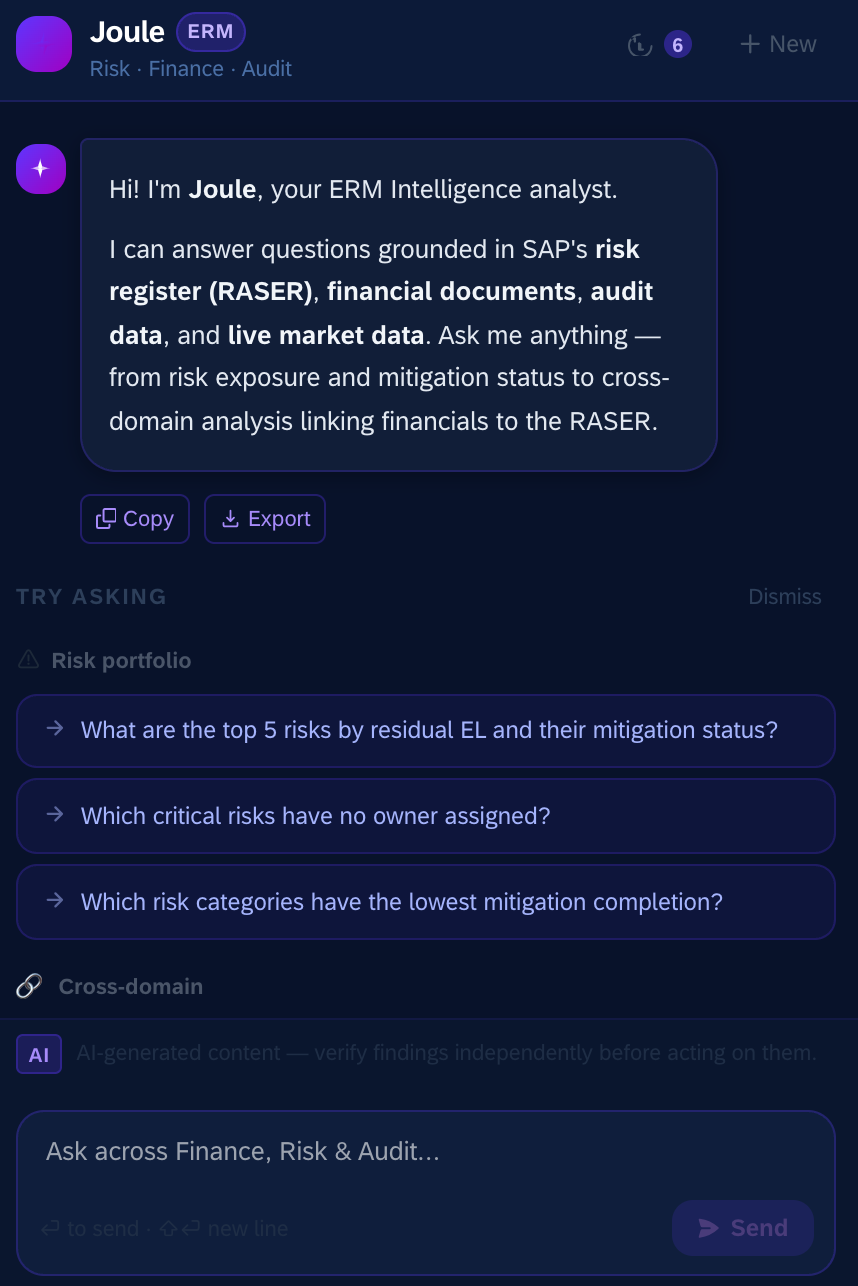 Joule ERM
Risk · Finance · Audit
6
New
Hi! I'm Joule, your ERM Intelligence analyst.
I can answer questions grounded in SAP's risk
register (RASER), financial documents, audit
data, and live market data. Ask me anything —
from risk exposure and mitigation status to cross-
domain analysis linking financials to the RASER.
Copy
Export
TRY ASKING
Dismiss
Risk portfolio
→ What are the top 5 risks by residual EL and their mitigation status?
→ Which critical risks have no owner assigned?
→ Which risk categories have the lowest mitigation completion?
Cross-domain
AI AI-generated content — verify findings independently before acting on them.
Ask across Finance, Risk & Audit...
⏎ to send · ⇧⏎ new line
Send